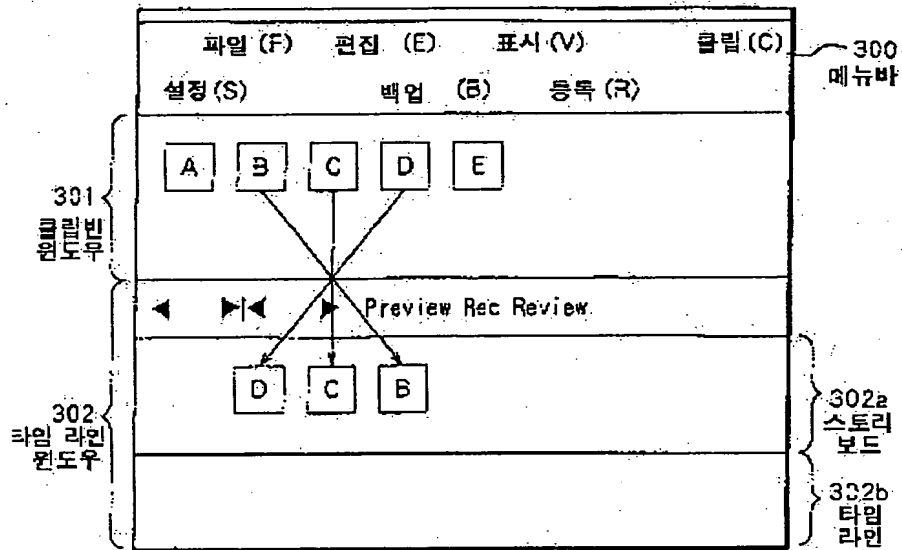 파일 (F) 편집 (E) 표시 (V) 클립 (C)
300
메뉴바
설정 (S) 백업 (B) 등록 (R)
A B C D E
301
클립빈
윈도우
Preview Rec Review
D C B
302
타임 라인
윈도우
302a
스토리
보드
302b
타임
라인